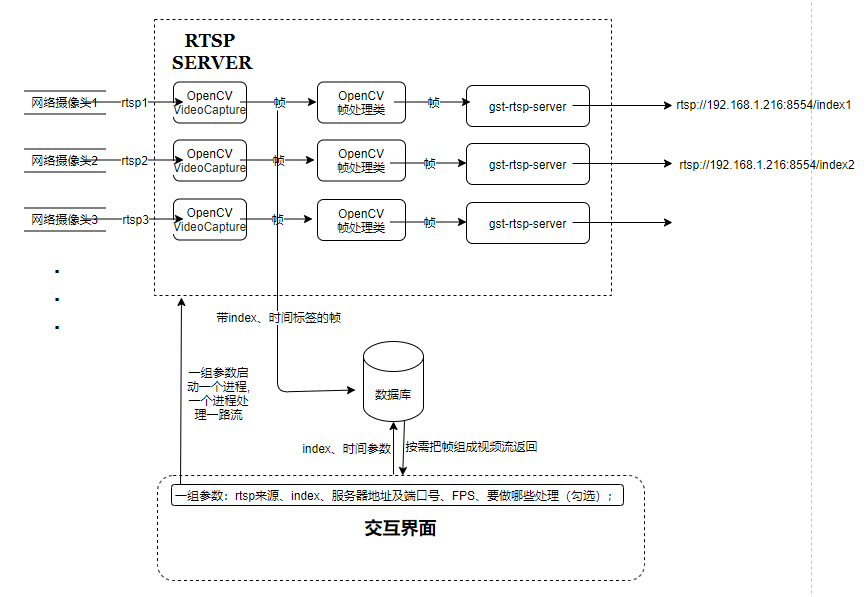 RTSP
SERVER
网络摄像头1
rtsp1
OpenCV
VideoCapture
帧
OpenCV
帧处理类
帧
gst-rtsp-server
rtsp://192.168.1.216:8554/index1
网络摄像头2
rtsp2
OpenCV
VideoCapture
帧
OpenCV
帧处理类
帧
gst-rtsp-server
rtsp://192.168.1.216:8554/index2
网络摄像头3
rtsp3
OpenCV
VideoCapture
帧
OpenCV
帧处理类
帧
gst-rtsp-server
带index、时间标签的帧
一组参数启
动一个进程,
一个进程处
理一路流
数据库
index、时间参数
按需把帧组成视频流返回
一组参数：rtsp来源、index、服务器地址及端口号、FPS、要做哪些处理（勾选）；
交互界面